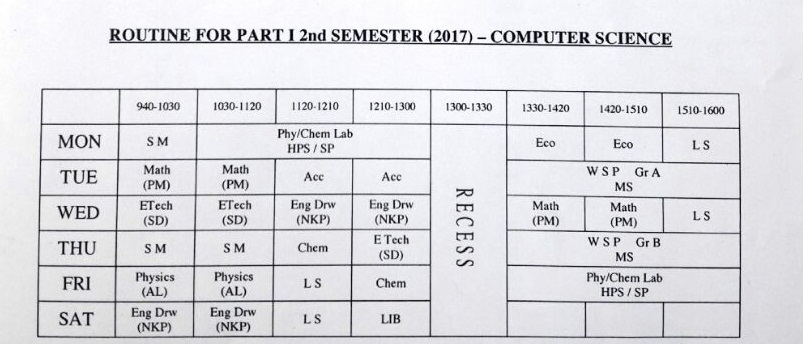 ROUTINE FOR PART I 2nd SEMESTER (2017) – COMPUTER SCIENCE
940-1030 1030-1120 1120-1210 1210-1300 1300-1330 1330-1420 1420-1510 1510-1600
MON S M Phy/Chem Lab Eco Eco L S
HPS / SP
TUE Math Math Acc Acc W S P Gr A
(PM) (PM) MS
WED ETech ETech Eng Drw Eng Drw Math Math L S
(SD) (SD) (NKP) (NKP) (PM) (PM)
THU S M S M Chem E Tech W S P Gr B
(SD) MS
FRI Physics Physics L S Chem Phy/Chem Lab
(AL) (AL) HPS / SP
SAT Eng Drw Eng Drw L S LIB
(NKP) (NKP)
RECESS